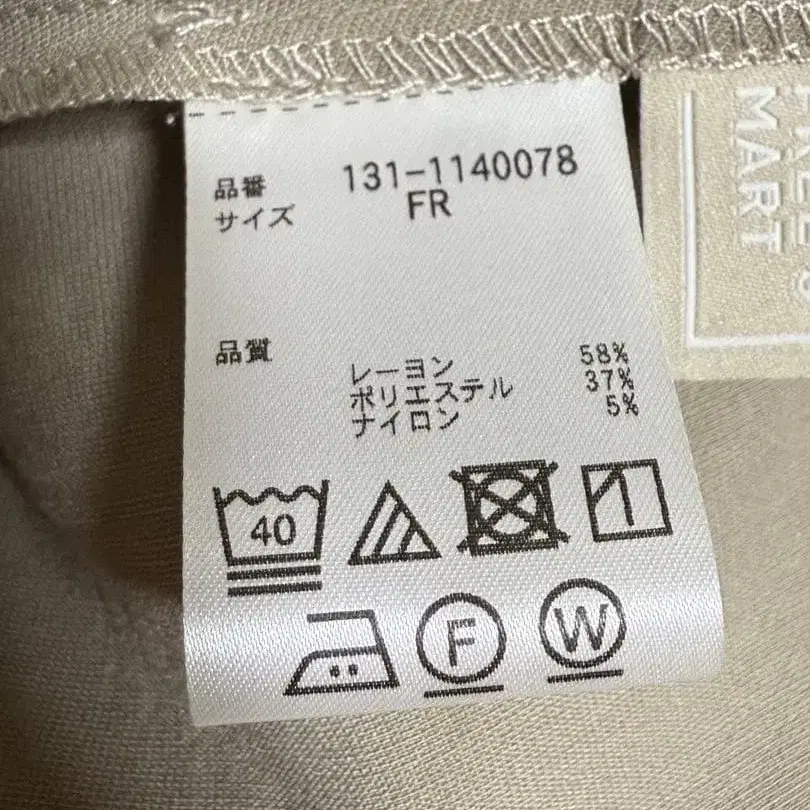 品番 131-1140078
サイズ FR
品質
レーヨン 58%
ポリエステル 37%
ナイロン 5%
40
F
W
MART